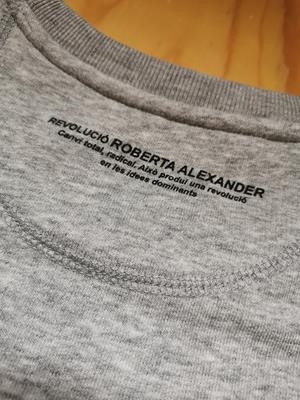 REVOLUCIÓ ROBERTA ALEXANDER
Canvi total, radical. Això produí una revolució
en les idees dominants